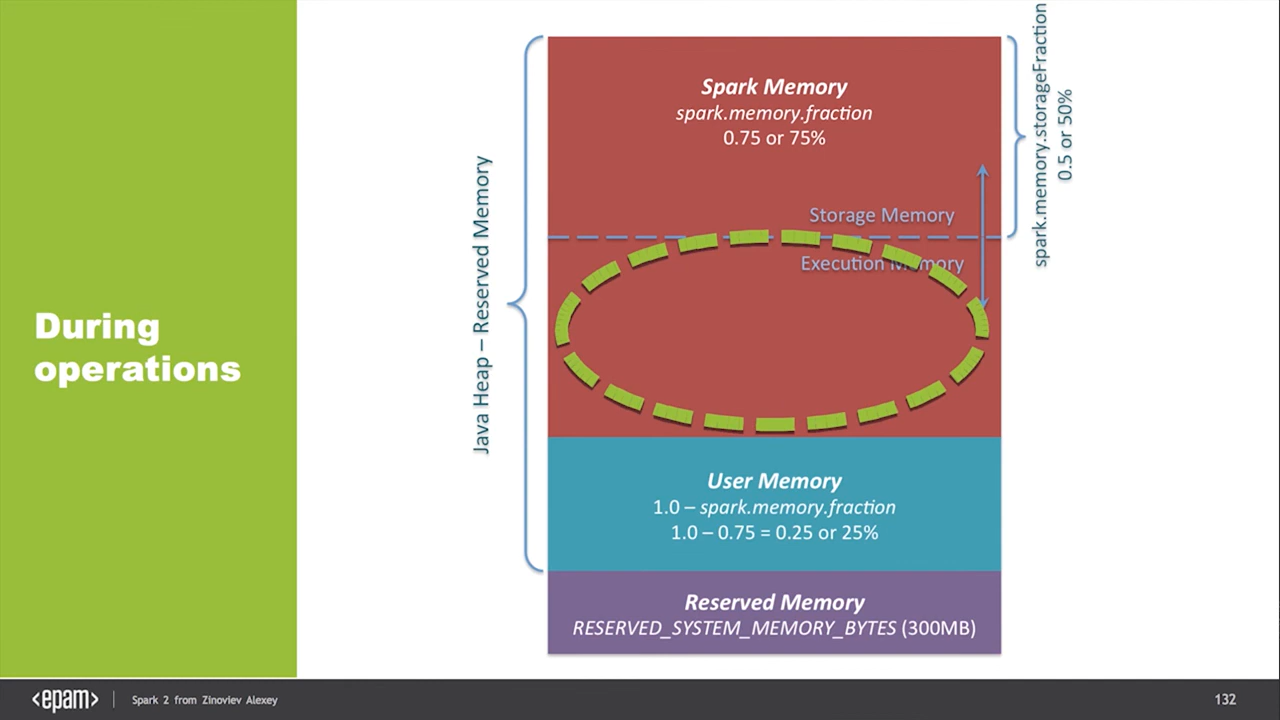 During
operations
Java Heap – Reserved Memory
Spark Memory
spark.memory.fraction
0.75 or 75%
Storage Memory
Execution Memory
spark.memory.storageFraction
0.5 or 50%
User Memory
1.0 – spark.memory.fraction
1.0 – 0.75 = 0.25 or 25%
Reserved Memory
RESERVED_SYSTEM_MEMORY_BYTES (300MB)
<epam>
Spark 2 from Zinoviev Alexey
132